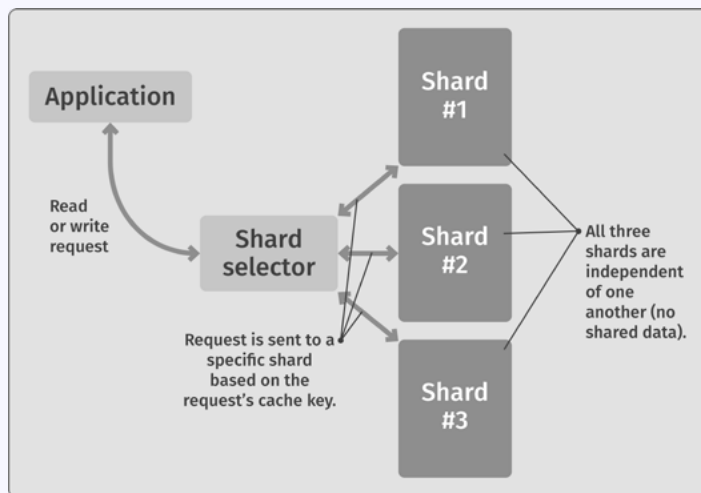 Application
Read
or write
request
Shard
selector
Shard
#1
Shard
#2
Shard
#3
Request is sent to a
specific shard
based on the
request’s cache key.
All three
shards are
independent
of one
another (no
shared data).